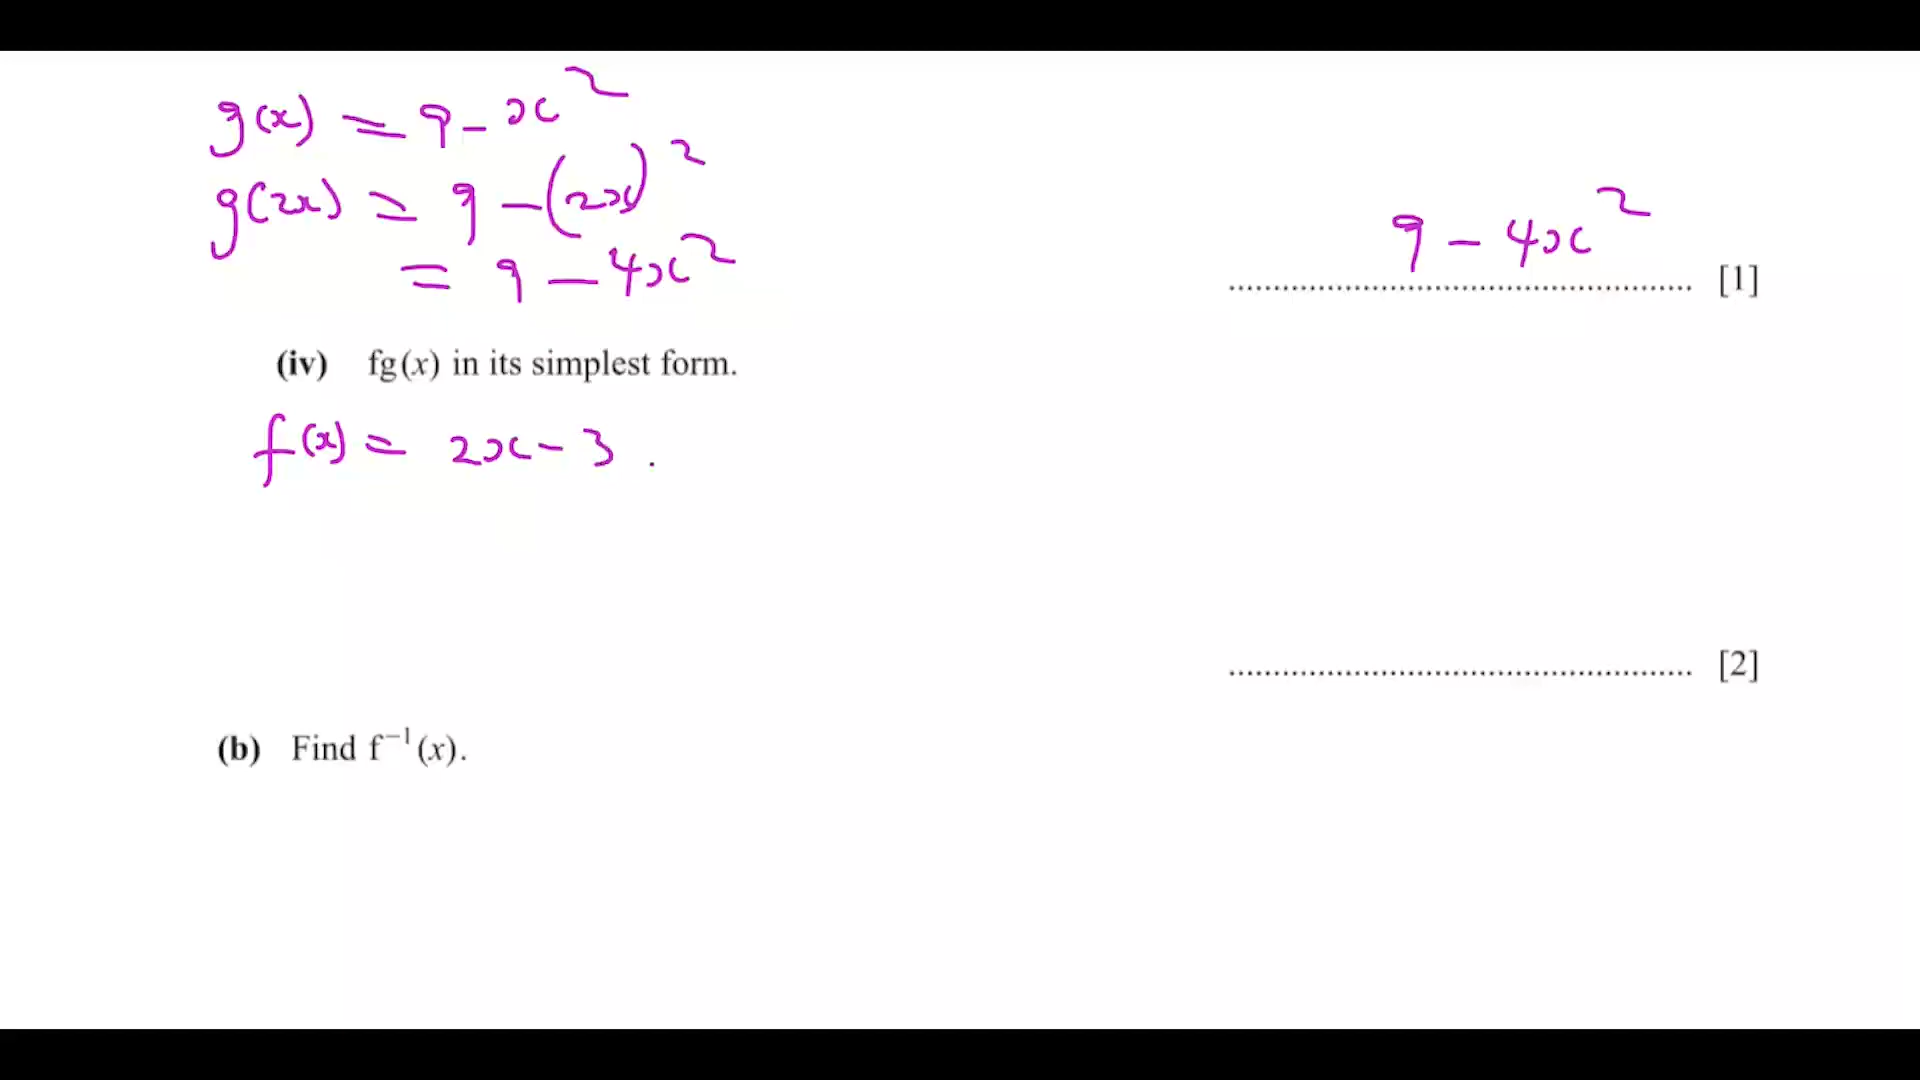 g(x) = 9 - x²
g(2x) = 9 - (2x)²
= 9 - 4x²
9 - 4x²
.................................................. [1]
(iv) fg(x) in its simplest form.
f(x) = 2x - 3 .
.................................................. [2]
(b) Find f⁻¹(x).